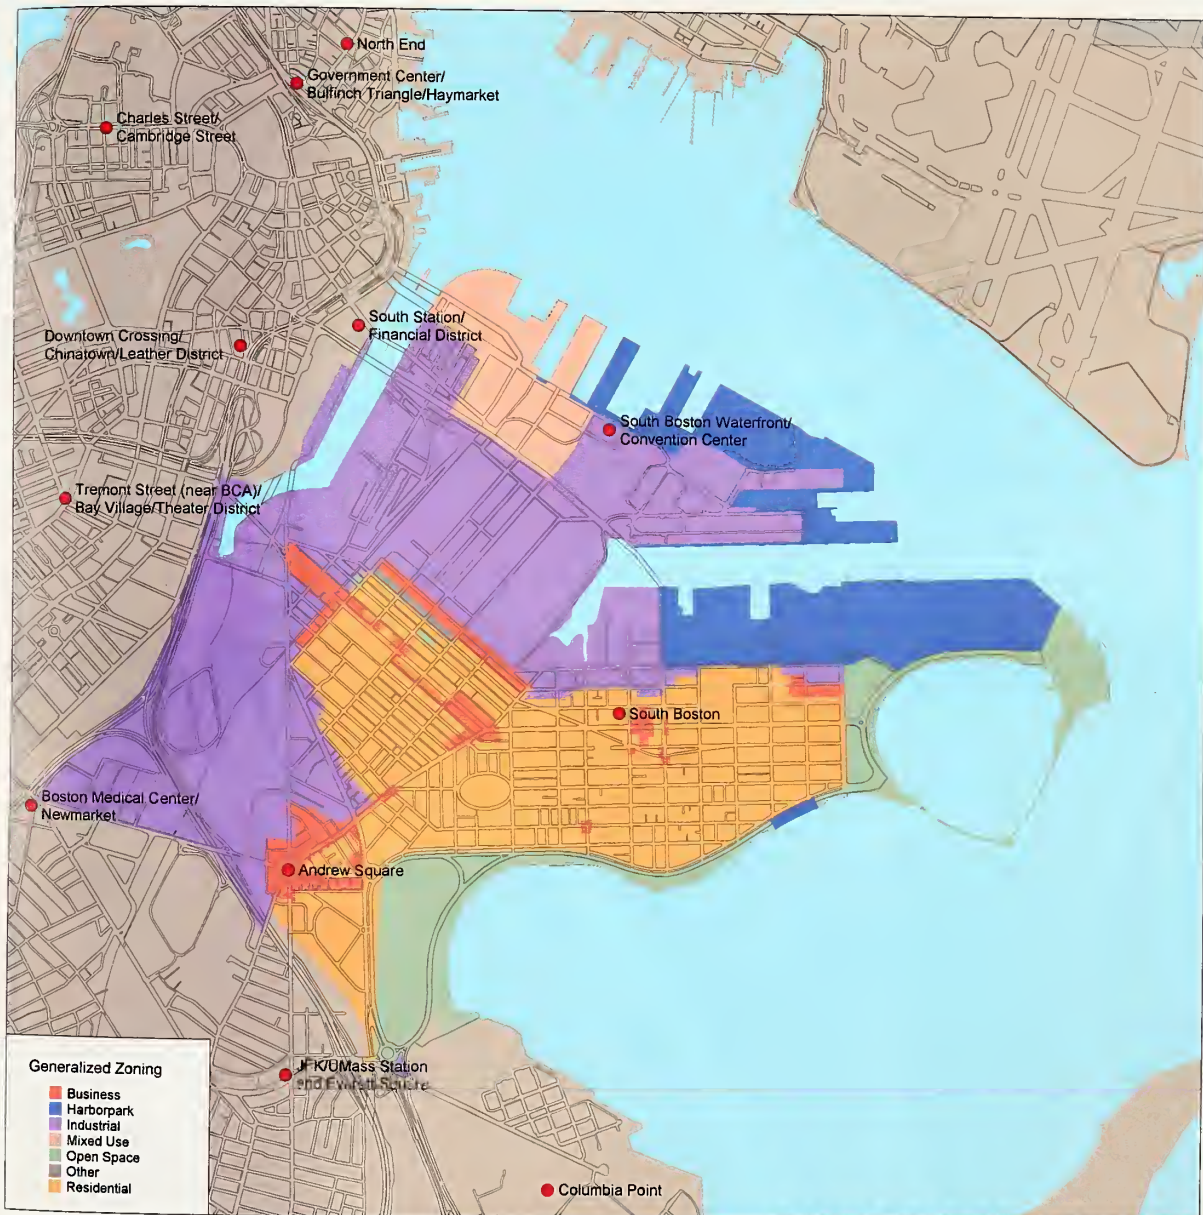 North End
Government Center/
Bulfinch Triangle/Haymarket
Charles Street/
Cambridge Street
South Station/
Financial District
Downtown Crossing/
Chinatown/Leather District
South Boston Waterfront/
Convention Center
Tremont Street (near BCA)/
Bay Village/Theater District
South Boston
Boston Medical Center/
Newmarket
Andrew Square
JFK/UMass Station
and Everett Square
Columbia Point
Generalized Zoning
Business
Harborpark
Industrial
Mixed Use
Open Space
Other
Residential